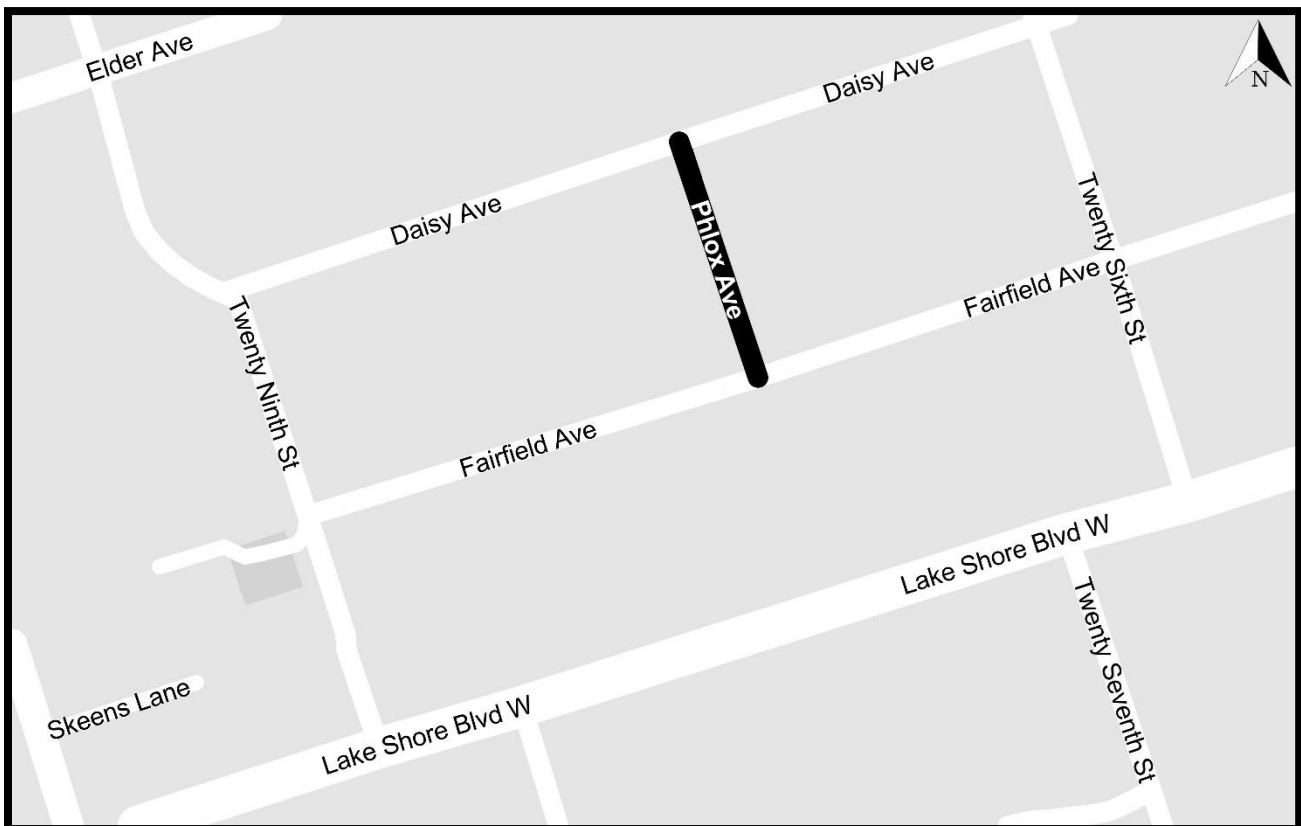 Elder Ave
N
Daisy Ave
Daisy Ave
Phlox Ave
Twenty Sixth St
Fairfield Ave
Twenty Ninth St
Fairfield Ave
Lake Shore Blvd W
Twenty Seventh St
Skeens Lane
Lake Shore Blvd W